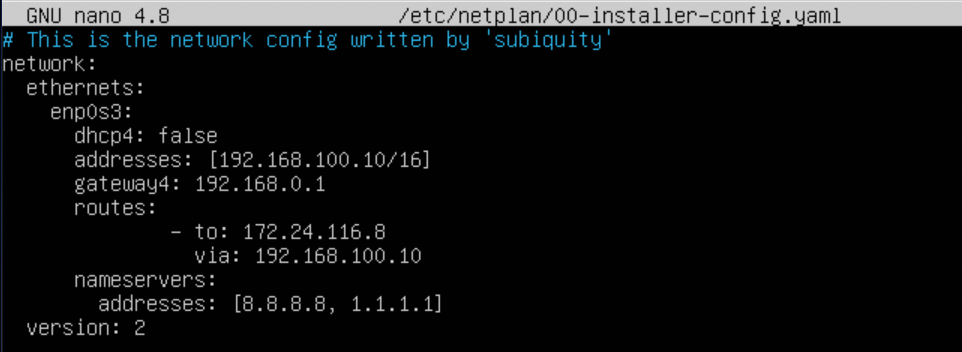 GNU nano 4.8 /etc/netplan/00-installer-config.yaml
# This is the network config written by 'subiquity'
network:
  ethernets:
    enp0s3:
      dhcp4: false
      addresses: [192.168.100.10/16]
      gateway4: 192.168.0.1
      routes:
              - to: 172.24.116.8
                via: 192.168.100.10
      nameservers:
        addresses: [8.8.8.8, 1.1.1.1]
  version: 2